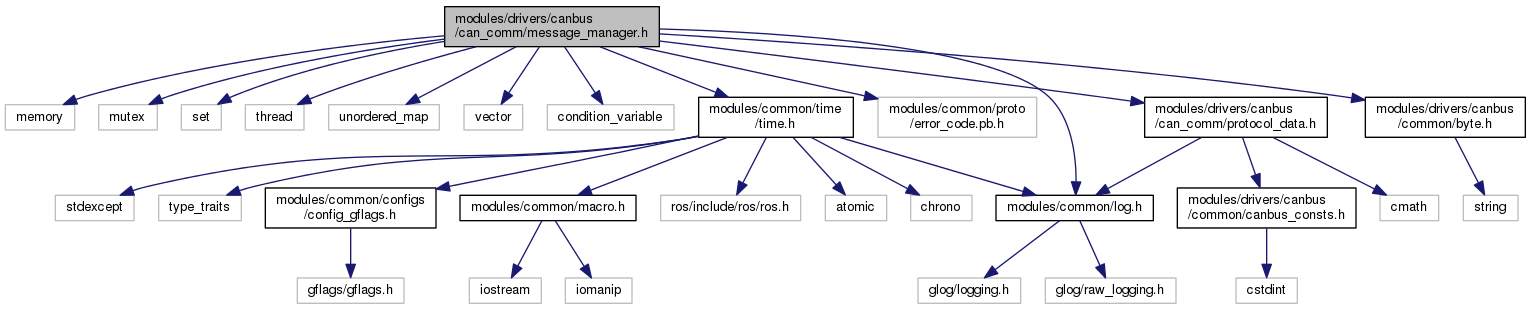 modules/drivers/canbus
/can_comm/message_manager.h
memory
mutex
set
thread
unordered_map
vector
condition_variable
modules/common/time
/time.h
modules/common/proto
/error_code.pb.h
modules/drivers/canbus
/can_comm/protocol_data.h
modules/drivers/canbus
/common/byte.h
stdexcept
type_traits
modules/common/configs
/config_gflags.h
modules/common/macro.h
ros/include/ros/ros.h
atomic
chrono
modules/common/log.h
modules/drivers/canbus
/common/canbus_consts.h
cmath
string
gflags/gflags.h
iostream
iomanip
glog/logging.h
glog/raw_logging.h
cstdint